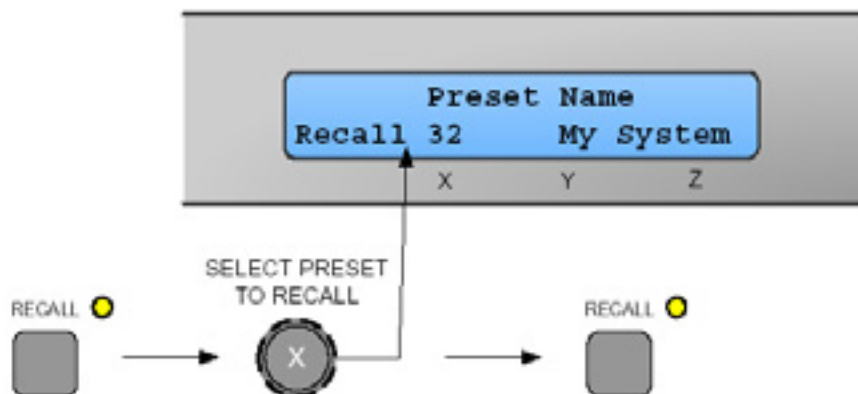 Preset Name
Recall 32 My System
X Y Z
SELECT PRESET
TO RECALL
RECALL
X
RECALL